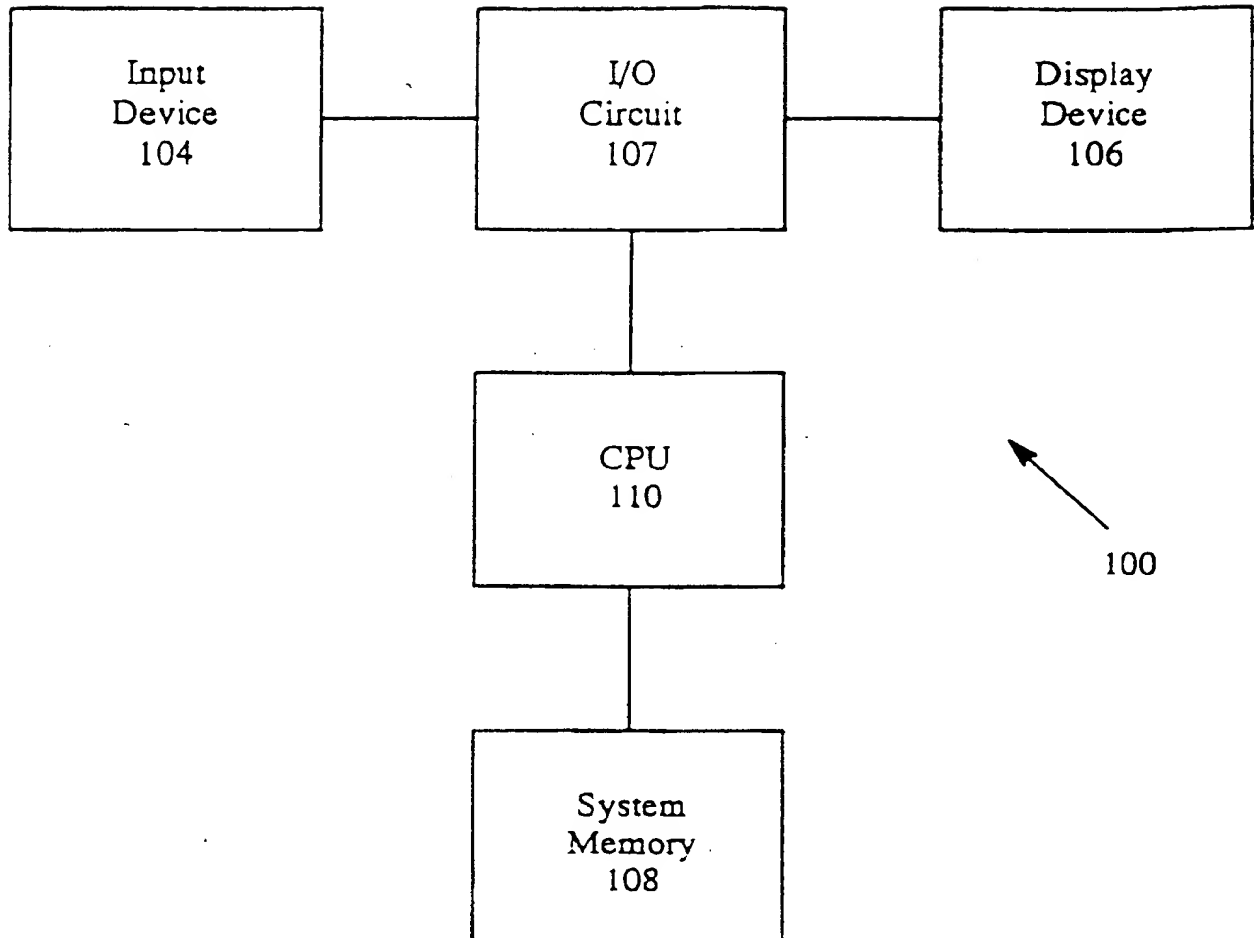 Input
Device
104
I/O
Circuit
107
Display
Device
106
CPU
110
100
System
Memory
108